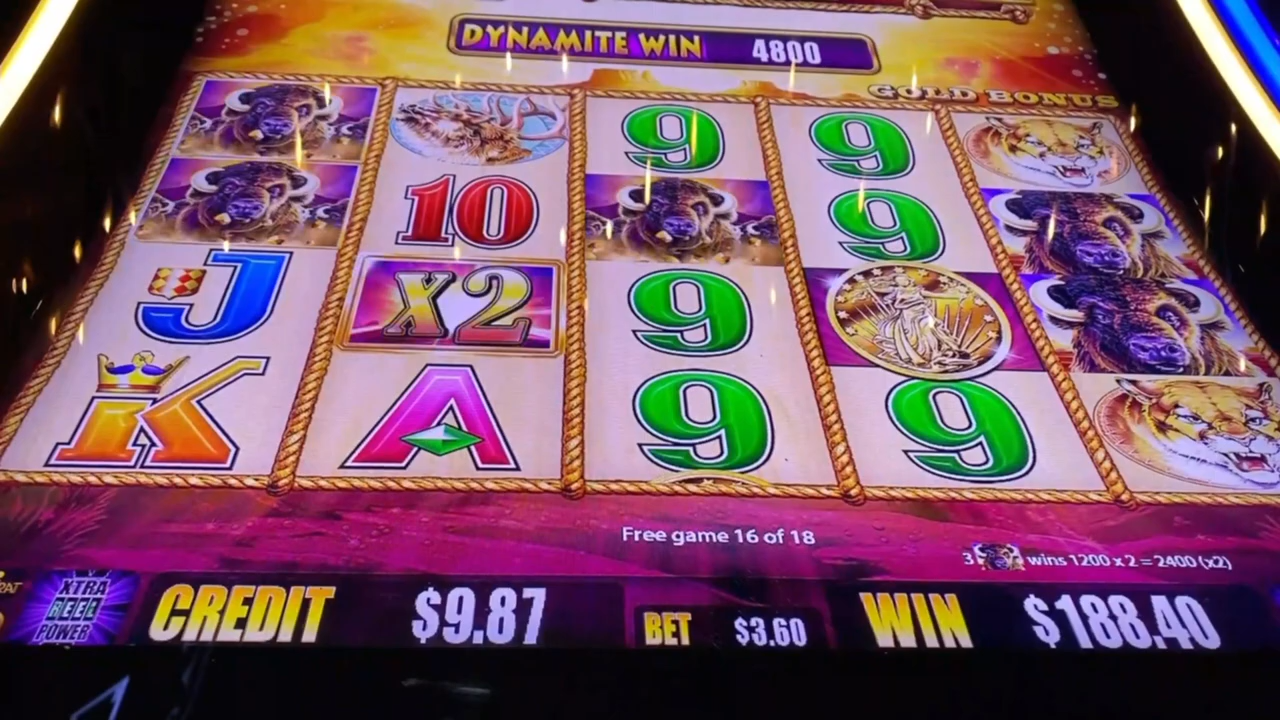 DYNAMITE WIN 4800
GOLD BONUS
9 9
10 9
J X2 9
K A 9 9
Free game 16 of 18
3 wins 1200 x 2 = 2400 (x2)
XTRA
REEL
POWER
CREDIT $9.87 BET $3.60 WIN $188.40